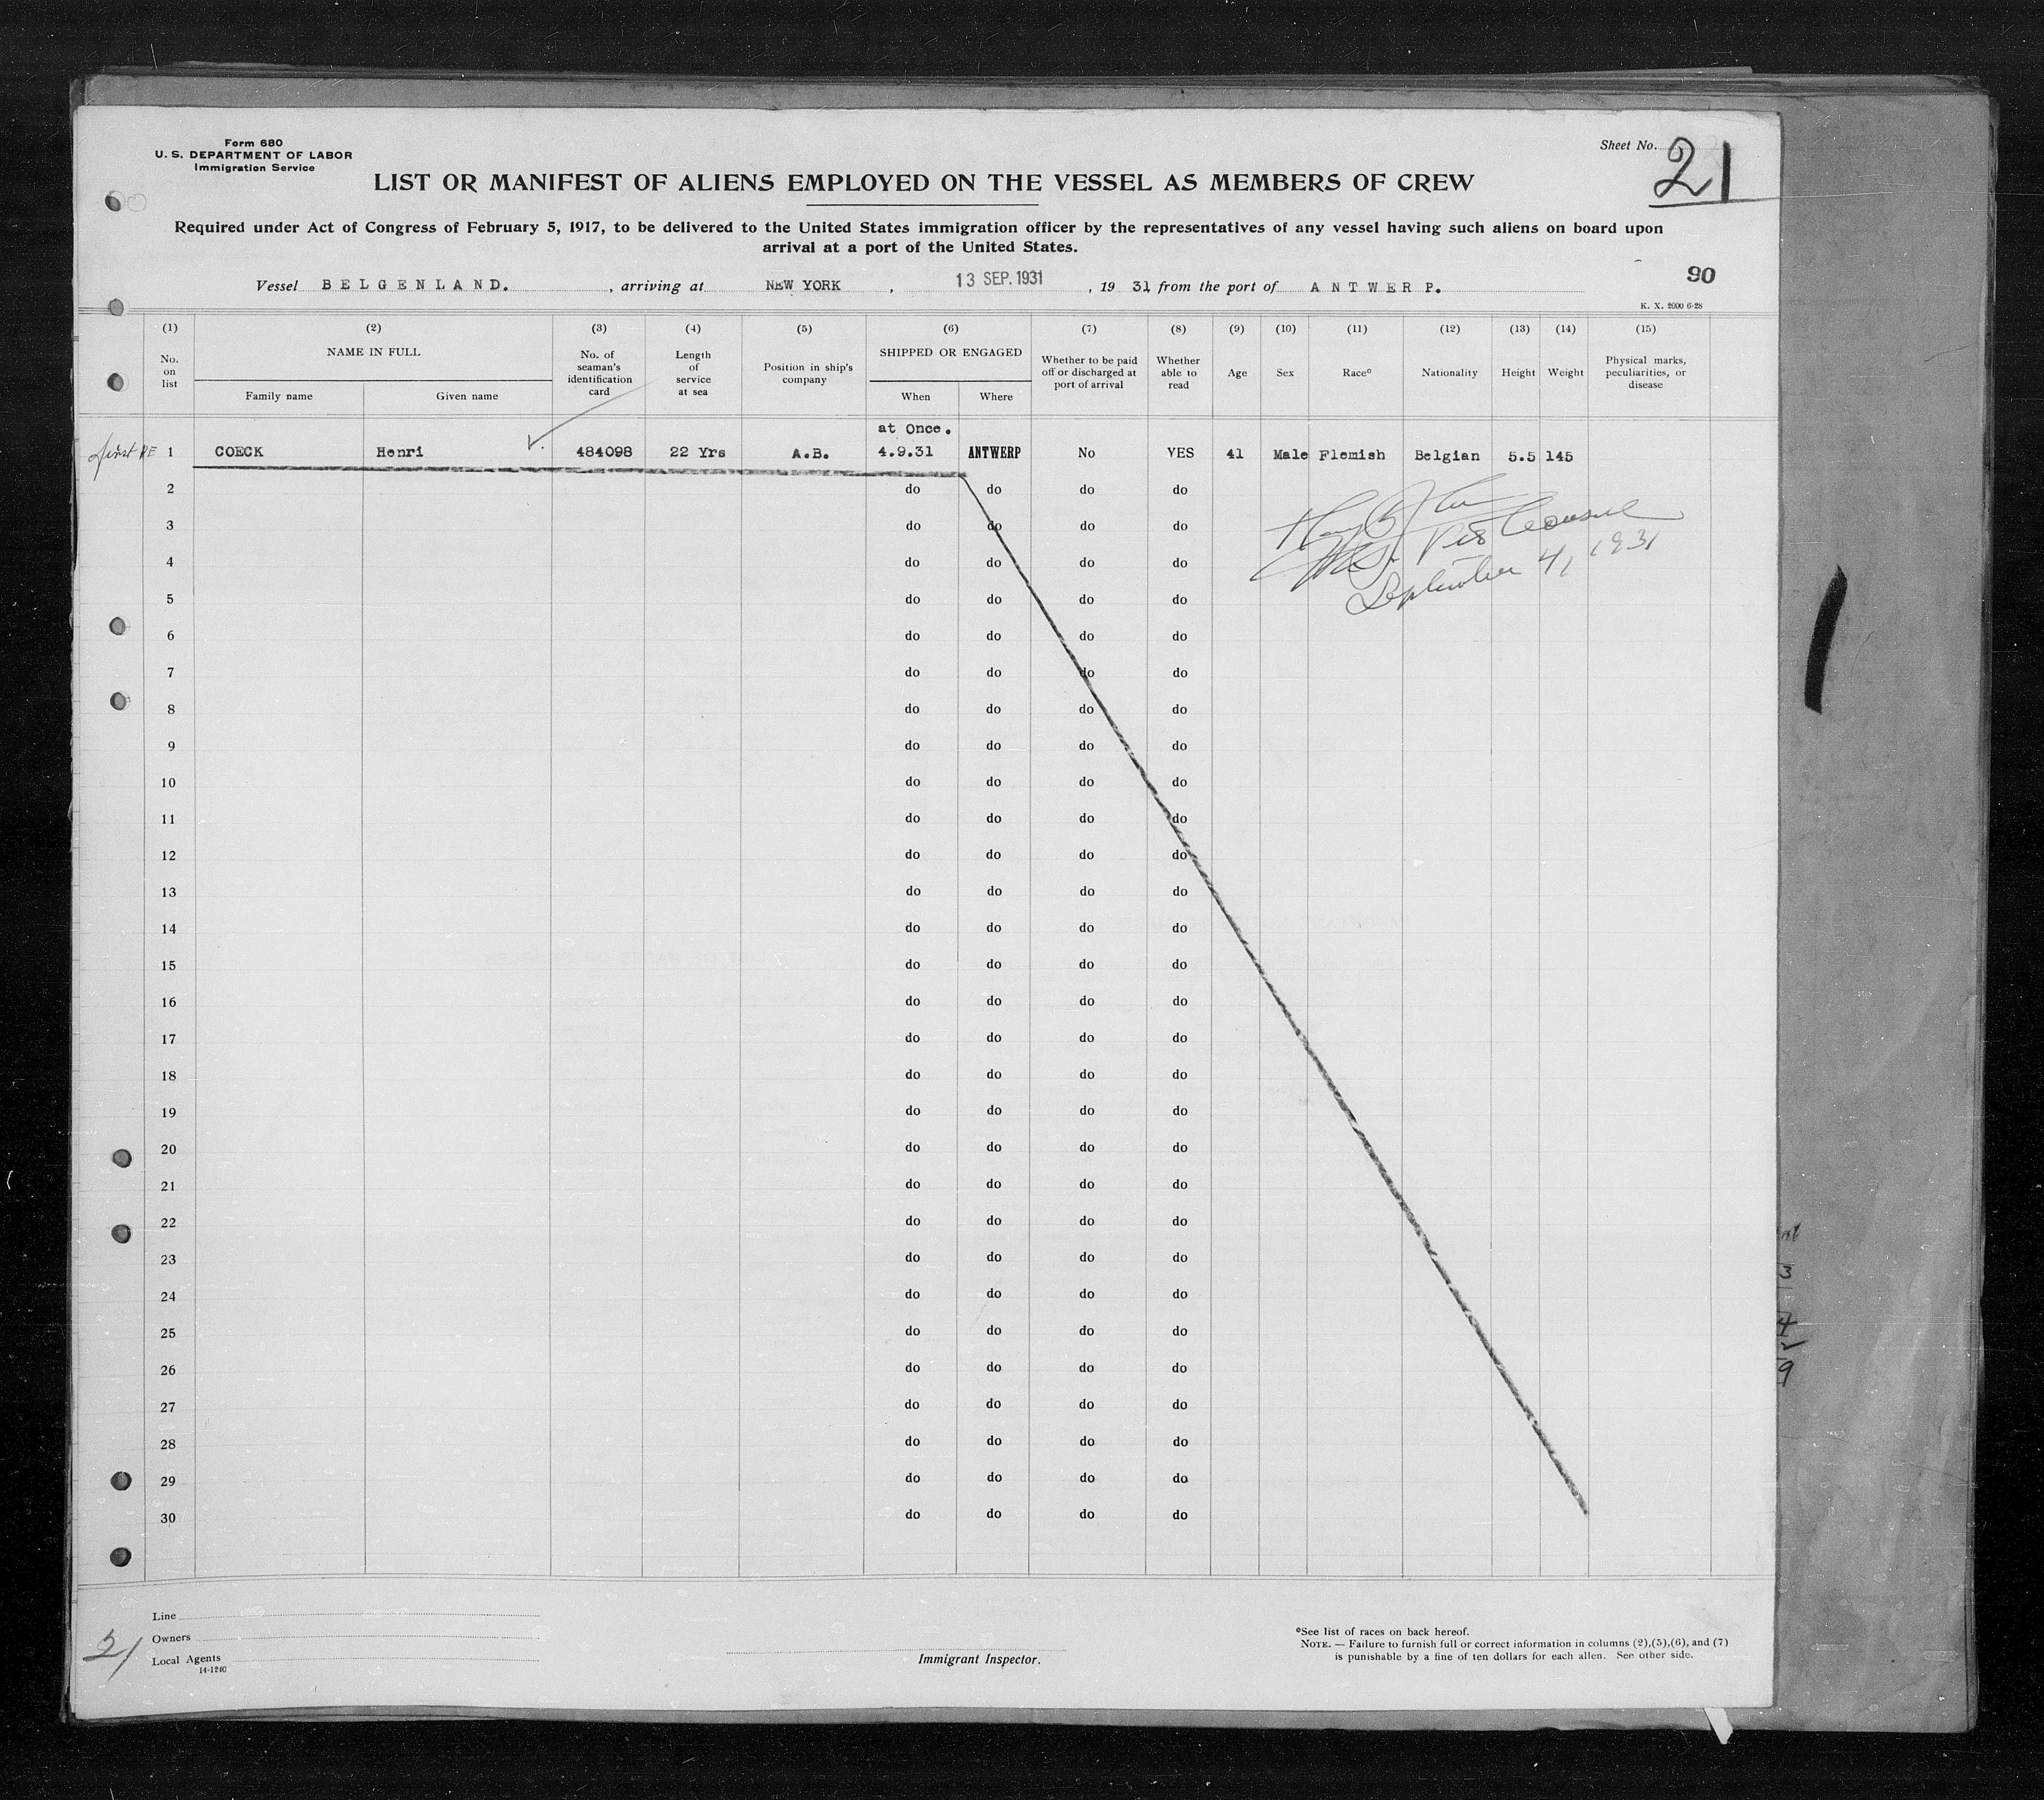 Form 680
U. S. DEPARTMENT OF LABOR
Immigration Service
Sheet No. 21
LIST OR MANIFEST OF ALIENS EMPLOYED ON THE VESSEL AS MEMBERS OF CREW
Required under Act of Congress of February 5, 1917, to be delivered to the United States immigration officer by the representatives of any vessel having such aliens on board upon
arrival at a port of the United States.
90
Vessel BELGENLAND. , arriving at NEW YORK , 13 SEP. 1931 , 19 31 from the port of ANTWERP.
K. X. 2000 6-28
(1) (2) (3) (4) (5) (6) (7) (8) (9) (10) (11) (12) (13) (14) (15)
No. on list NAME IN FULL Family name Given name No. of seaman's identification card Length of service at sea Position in ship's company SHIPPED OR ENGAGED When Where Whether to be paid off or discharged at port of arrival Whether able to read Age Sex Race* Nationality Height Weight Physical marks, peculiarities, or disease
at Once.
first 1 COECK Henri 484098 22 Yrs A.B. 4.9.31 ANTWERP No YES 41 Male Flemish Belgian 5.5 145
2 do do do do
3 do do do do
Vice Consul
4 do do do do
September 4, 1931
5 do do do do
6 do do do do
7 do do do do
8 do do do do
9 do do do do
10 do do do do
11 do do do do
12 do do do do
13 do do do do
14 do do do do
15 do do do do
16 do do do do
17 do do do do
18 do do do do
19 do do do do
20 do do do do
21 do do do do
22 do do do do
23 do do do do
24 do do do do
25 do do do do
26 do do do do
27 do do do do
28 do do do do
29 do do do do
30 do do do do
Line
Owners
Local Agents
14-1240
21
Immigrant Inspector.
*See list of races on back hereof.
NOTE. — Failure to furnish full or correct information in columns (2),(5),(6), and (7)
is punishable by a fine of ten dollars for each alien. See other side.